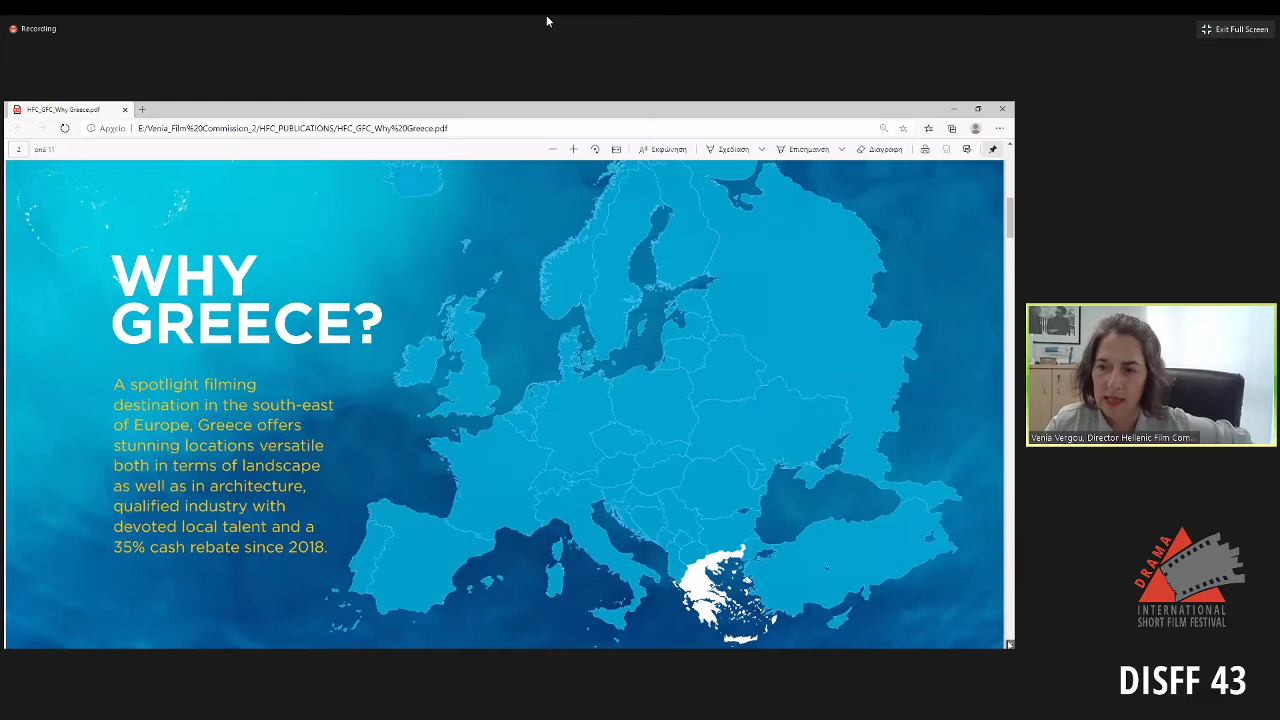 Recording
Exit Full Screen
HFC_GFC_Why Greece.pdf
Αρχείο
E:/Venia_Film%20Commission_2/HFC_PUBLICATIONS/HFC_GFC_Why%20Greece.pdf
2 από 11
Εκφώνηση
Σχεδίαση
Επισήμανση
Διαγραφή
WHY
GREECE?
A spotlight filming
destination in the south-east
of Europe, Greece offers
stunning locations versatile
both in terms of landscape
as well as in architecture,
qualified industry with
devoted local talent and a
35% cash rebate since 2018.
Venia Vergou, Director Hellenic Film Com...
DRAMA
INTERNATIONAL
SHORT FILM FESTIVAL
DISFF 43